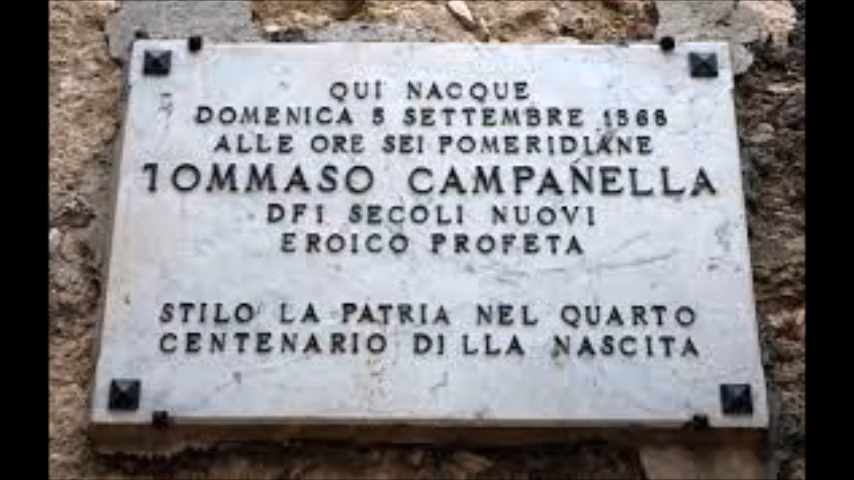 QUI NACQUE
DOMENICA 5 SETTEMBRE 1568
ALLE ORE SEI POMERIDIANE
TOMMASO CAMPANELLA
DFI SECOLI NUOVI
EROICO PROFETA
STILO LA PATRIA NEL QUARTO
CENTENARIO DI LLA NASCITA